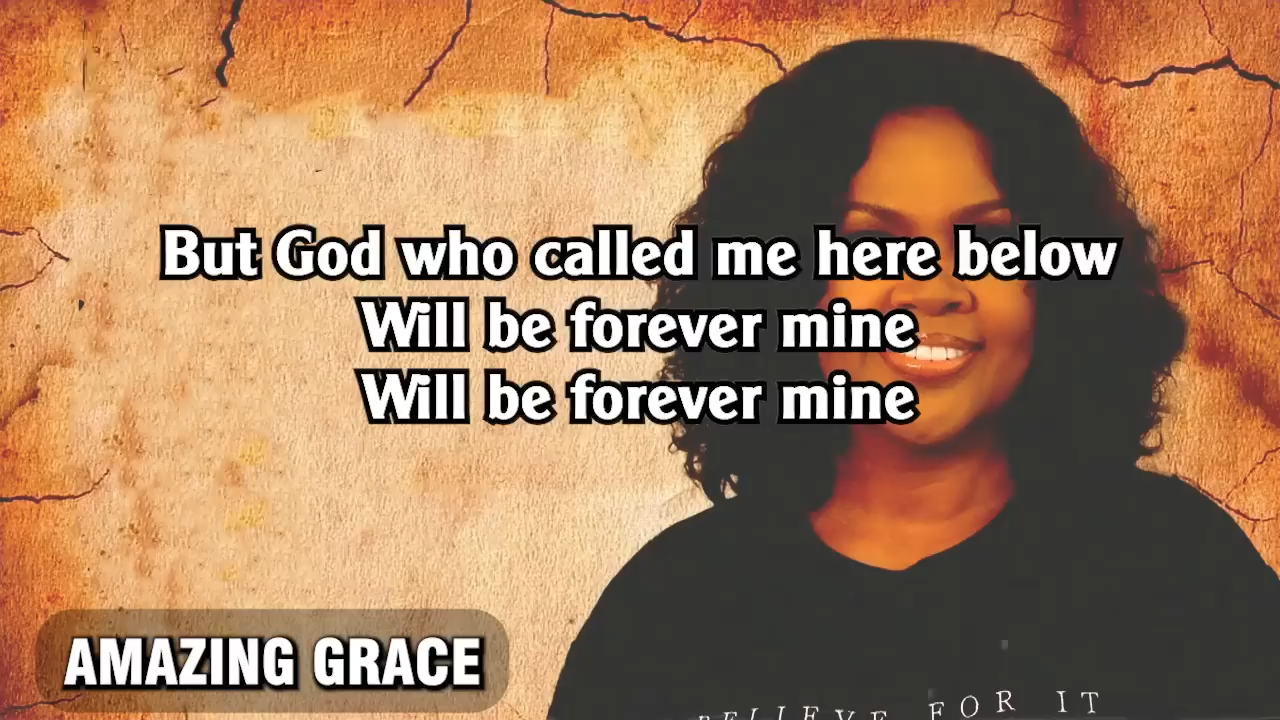 But God who called me here below
Will be forever mine
Will be forever mine
AMAZING GRACE
BELIEVE FOR IT